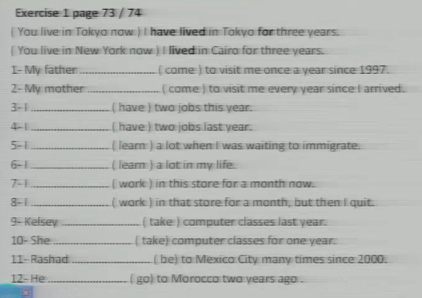 Exercise 1 page 73 / 74
( You live in Tokyo now ) I have lived in Tokyo for three years.
( You live in New York now ) I lived in Cairo for three years.
1- My father .................... ( come ) to visit me once a year since 1997.
2- My mother .................... ( come ) to visit me every year since I arrived.
3- I .................... ( have ) two jobs this year.
4- I .................... ( have ) two jobs last year.
5- I .................... ( learn ) a lot when I was waiting to immigrate.
6- I .................... ( learn ) a lot in my life.
7- I .................... ( work ) in this store for a month now.
8- I .................... ( work ) in that store for a month, but then I quit.
9- Kelsey .................... ( take ) computer classes last year.
10- She .................... ( take) computer classes for one year.
11- Rashad .................... ( be) to Mexico City many times since 2000.
12- He .................... ( go) to Morocco two years ago .